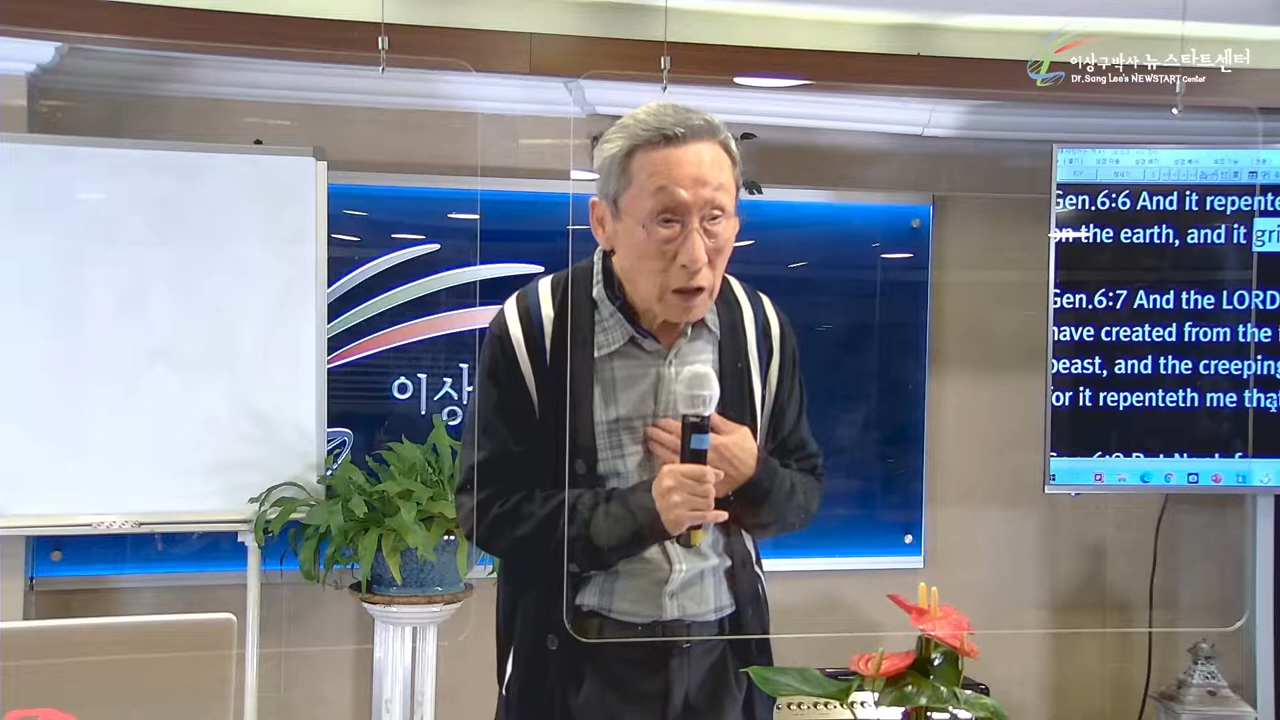 이상구박사 뉴스타트센터
Dr. Sang Lee's NEWSTART Center
Gen.6:6 And it repente
on the earth, and it gri
Gen.6:7 And the LORD
have created from the
beast, and the creeping
for it repenteth me that
이상